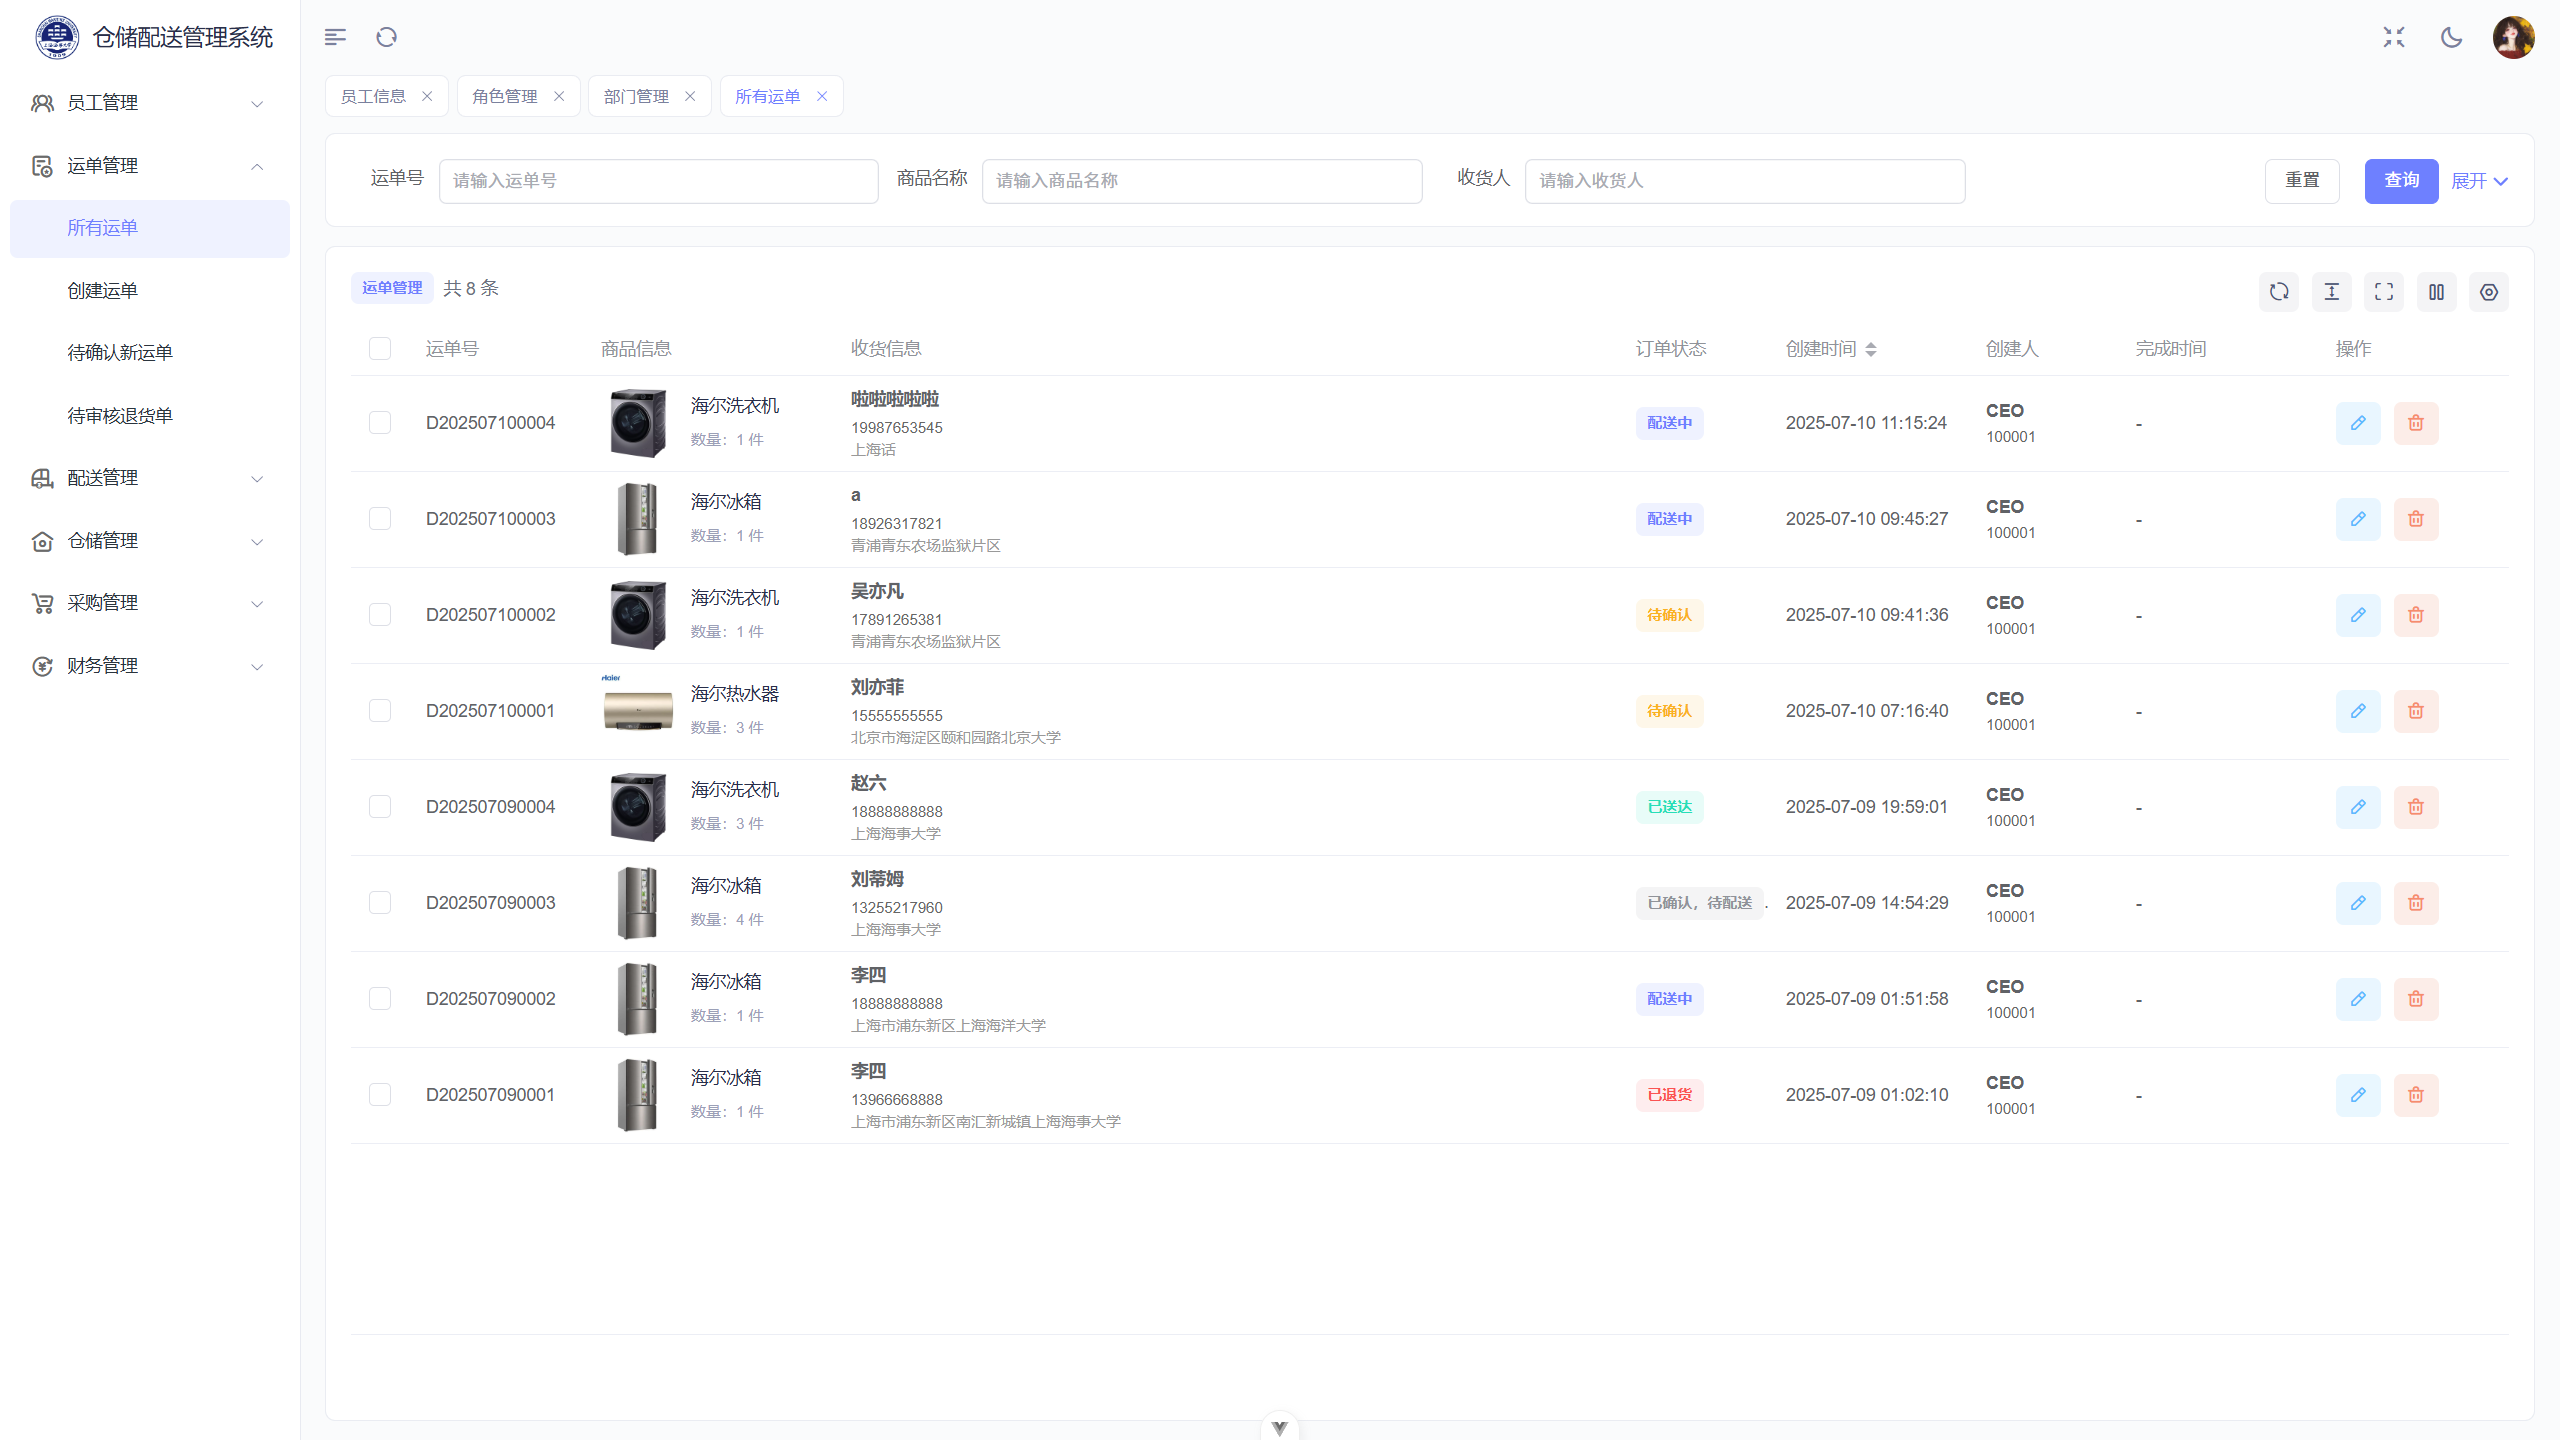 仓储配送管理系统
员工管理
运单管理
所有运单
创建运单
待确认新运单
待审核退货单
配送管理
仓储管理
采购管理
财务管理
员工信息 角色管理 部门管理 所有运单
运单号 请输入运单号 商品名称 请输入商品名称 收货人 请输入收货人 重置 查询 展开
运单管理 共 8 条
运单号 商品信息 收货信息 订单状态 创建时间 创建人 完成时间 操作
D202507100004 海尔洗衣机 数量：1 件 啦啦啦啦啦 19987653545 上海话 配送中 2025-07-10 11:15:24 CEO 100001 -
D202507100003 海尔冰箱 数量：1 件 a 18926317821 青浦青东农场监狱片区 配送中 2025-07-10 09:45:27 CEO 100001 -
D202507100002 海尔洗衣机 数量：1 件 吴亦凡 17891265381 青浦青东农场监狱片区 待确认 2025-07-10 09:41:36 CEO 100001 -
D202507100001 Haier 海尔热水器 数量：3 件 刘亦菲 15555555555 北京市海淀区颐和园路北京大学 待确认 2025-07-10 07:16:40 CEO 100001 -
D202507090004 海尔洗衣机 数量：3 件 赵六 18888888888 上海海事大学 已送达 2025-07-09 19:59:01 CEO 100001 -
D202507090003 海尔冰箱 数量：4 件 刘蒂姆 13255217960 上海海事大学 已确认，待配送 . 2025-07-09 14:54:29 CEO 100001 -
D202507090002 海尔冰箱 数量：1 件 李四 18888888888 上海市浦东新区上海海洋大学 配送中 2025-07-09 01:51:58 CEO 100001 -
D202507090001 海尔冰箱 数量：1 件 李四 13966668888 上海市浦东新区南汇新城镇上海海事大学 已退货 2025-07-09 01:02:10 CEO 100001 -